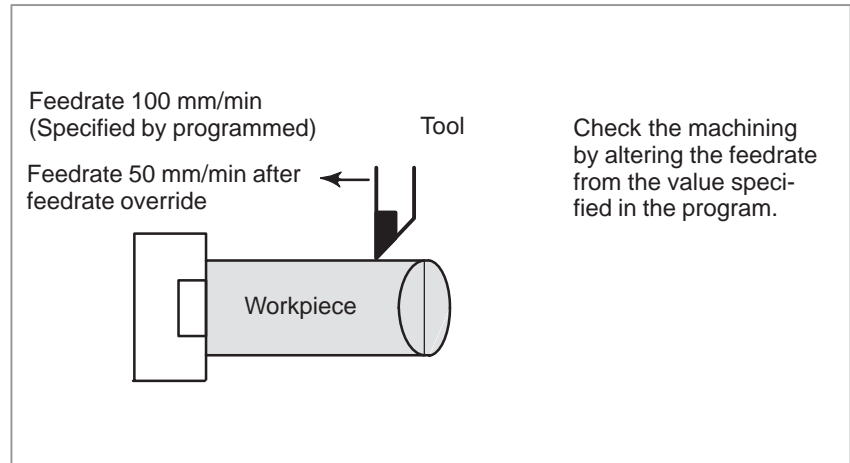 Feedrate 100 mm/min
(Specified by programmed)
Feedrate 50 mm/min after
feedrate override
Tool
Workpiece
Check the machining
by altering the feedrate
from the value speci-
fied in the program.